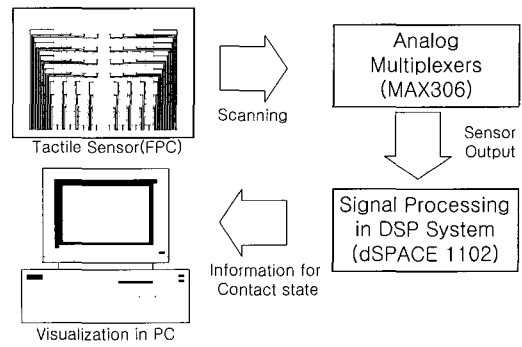 Tactile Sensor(FPC)
Scanning
Analog
Multiplexers
(MAX306)
Sensor
Output
Signal Processing
in DSP System
(dSPACE 1102)
Information for
Contact state
Visualization in PC